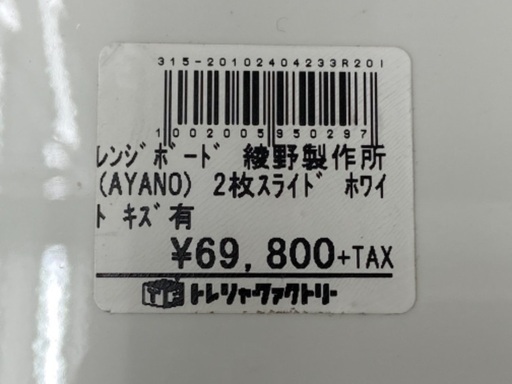 315-20102404233R20I
1002005950297
レンジボード 綾野製作所
(AYANO) 2枚スライド ホワイ
ト キズ有
¥69,800+TAX
トレジャーファクトリー